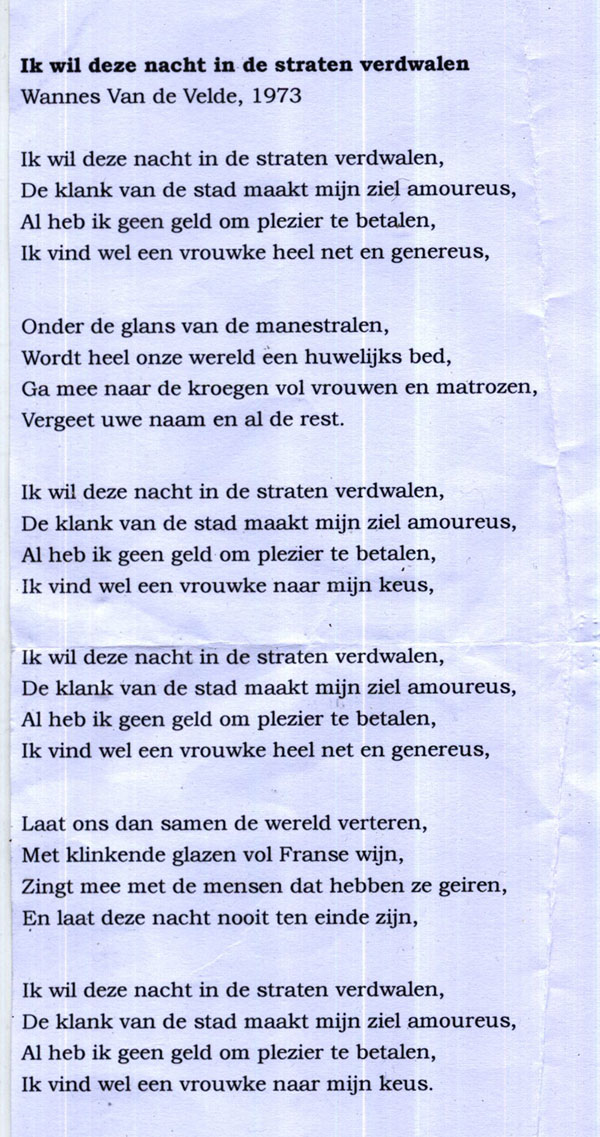 Ik wil deze nacht in de straten verdwalen
Wannes Van de Velde, 1973
Ik wil deze nacht in de straten verdwalen,
De klank van de stad maakt mijn ziel amoureus,
Al heb ik geen geld om plezier te betalen,
Ik vind wel een vrouwke heel net en genereus,
Onder de glans van de manestralen,
Wordt heel onze wereld een huwelijks bed,
Ga mee naar de kroegen vol vrouwen en matrozen,
Vergeet uwe naam en al de rest.
Ik wil deze nacht in de straten verdwalen,
De klank van de stad maakt mijn ziel amoureus,
Al heb ik geen geld om plezier te betalen,
Ik vind wel een vrouwke naar mijn keus,
Ik wil deze nacht in de straten verdwalen,
De klank van de stad maakt mijn ziel amoureus,
Al heb ik geen geld om plezier te betalen,
Ik vind wel een vrouwke heel net en genereus,
Laat ons dan samen de wereld verteren,
Met klinkende glazen vol Franse wijn,
Zingt mee met de mensen dat hebben ze geiren,
En laat deze nacht nooit ten einde zijn,
Ik wil deze nacht in de straten verdwalen,
De klank van de stad maakt mijn ziel amoureus,
Al heb ik geen geld om plezier te betalen,
Ik vind wel een vrouwke naar mijn keus.